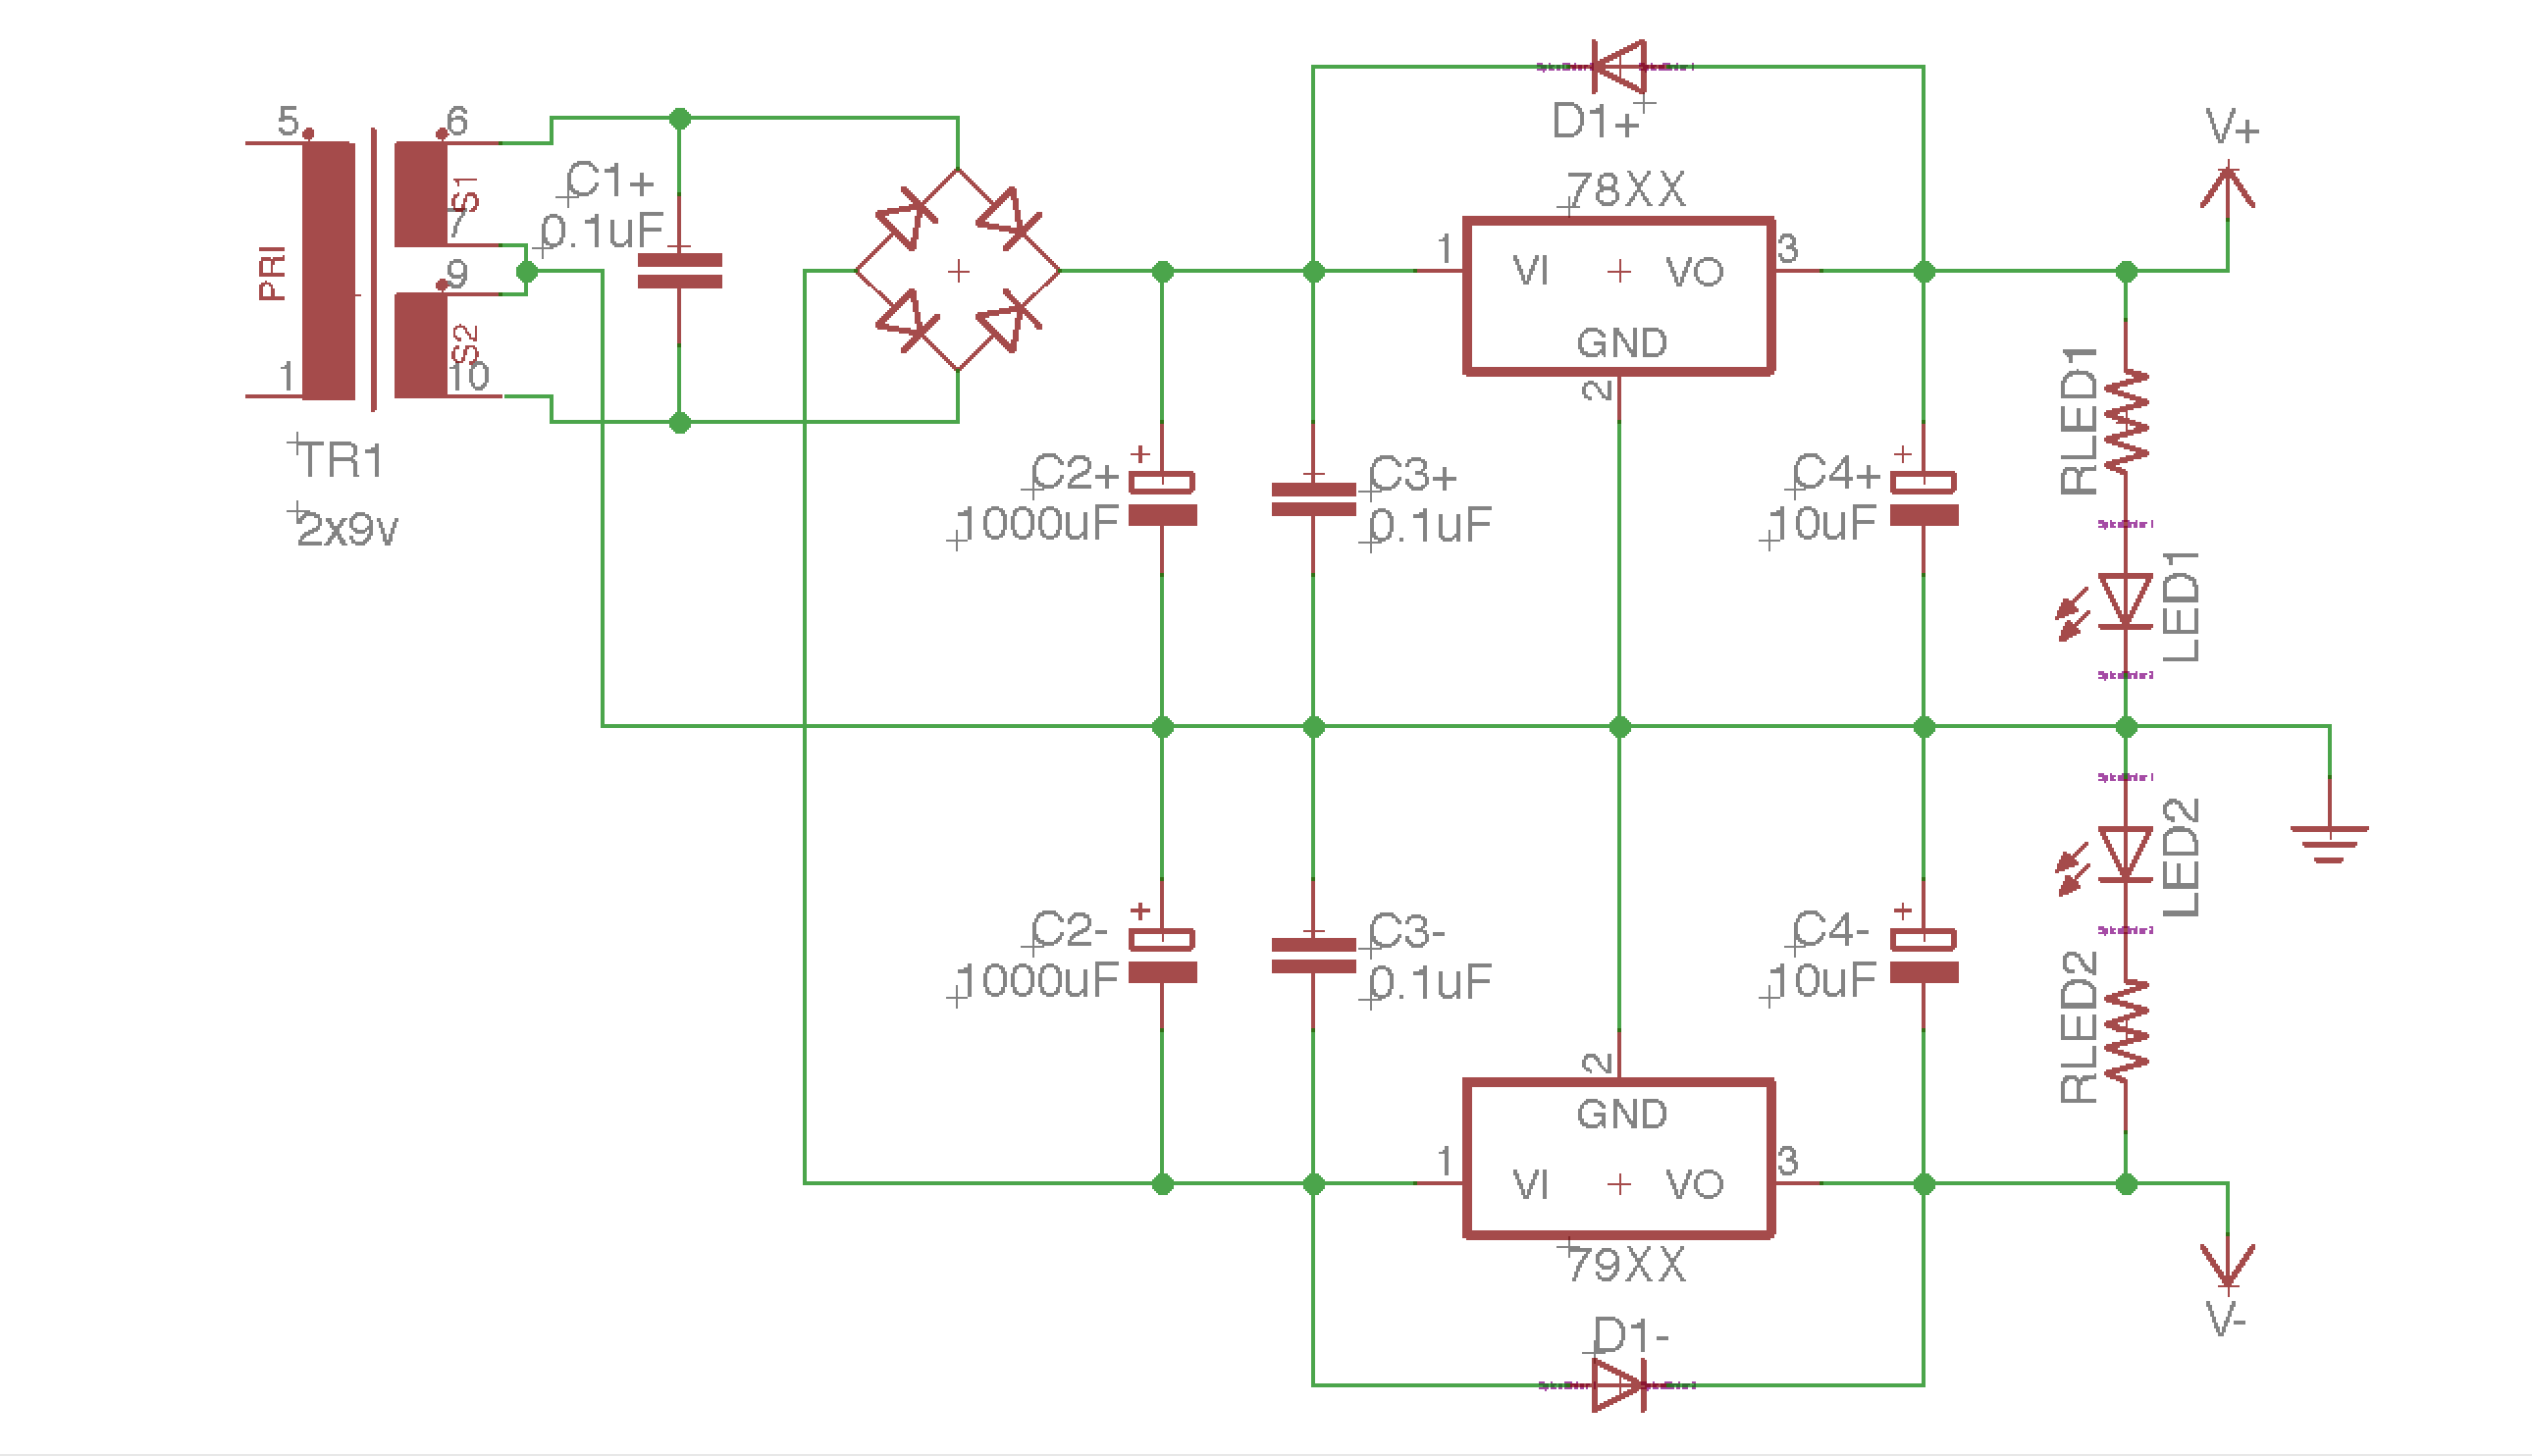 D1+
V+
5
6
C1+
78XX
S1
7
0.1uF
PRI
9
1
VI
VO
3
GND
S2
1
10
2
RLED1
TR1
C2+
C3+
C4+
2x9v
1000uF
0.1uF
10uF
LED1
LED2
C2-
C3-
C4-
1000uF
0.1uF
10uF
RLED2
2
GND
1
VI
VO
3
79XX
D1-
V-